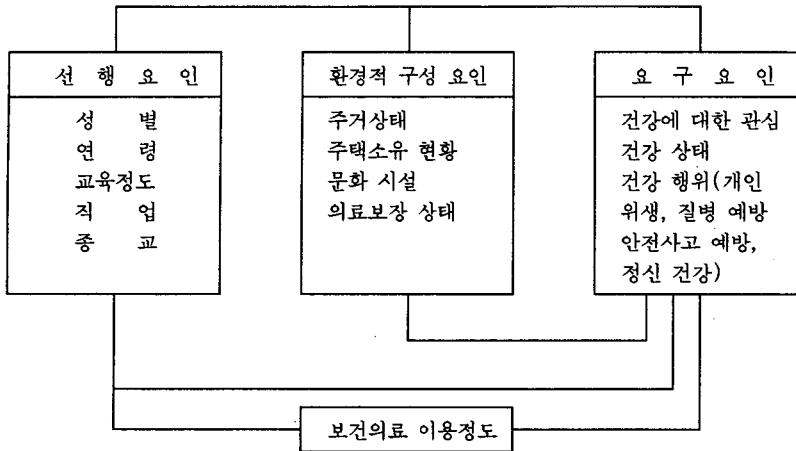 선 행 요 인
성 별
연 령
교육정도
직 업
종 교
환경적 구성 요인
주거상태
주택소유 현황
문화 시설
의료보장 상태
요 구 요 인
건강에 대한 관심
건강 상태
건강 행위(개인
위생, 질병 예방
안전사고 예방,
정신 건강)
보건의료 이용정도